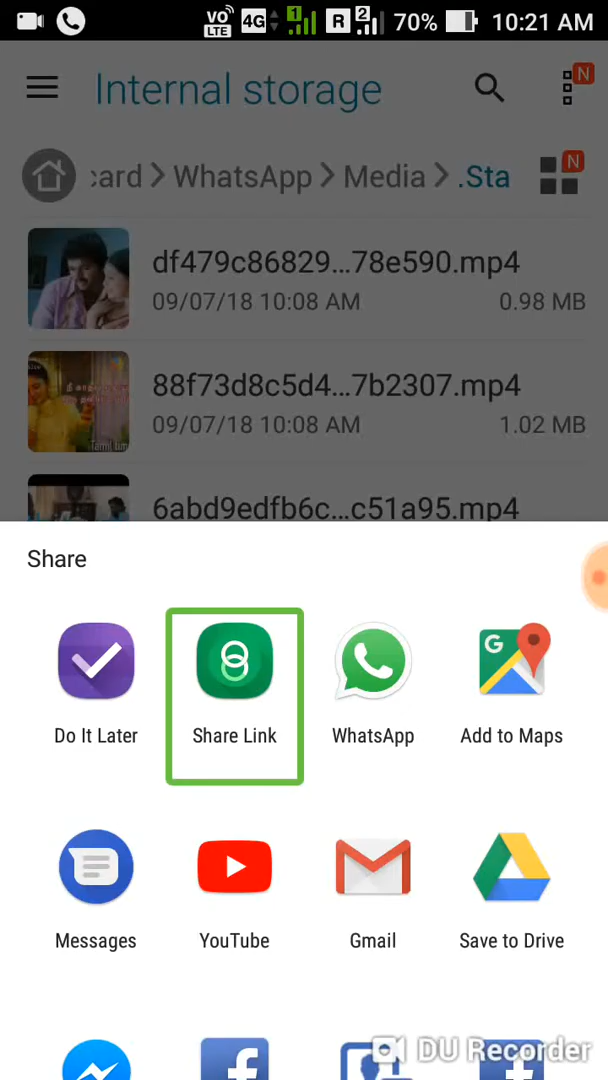 VO LTE 4G 1 R 2 70% 10:21 AM
Internal storage N
card > WhatsApp > Media > .Sta N
df479c86829...78e590.mp4
09/07/18 10:08 AM 0.98 MB
88f73d8c5d4...7b2307.mp4
09/07/18 10:08 AM 1.02 MB
6abd9edfb6c...c51a95.mp4
Share
Do It Later Share Link WhatsApp Add to Maps
Messages YouTube Gmail Save to Drive
DU Recorder